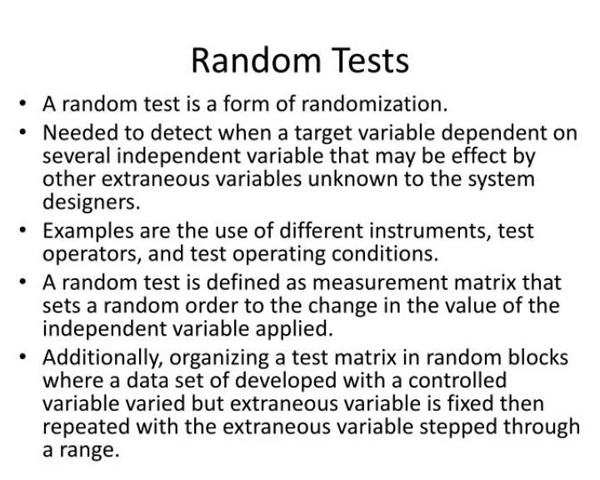 Random Tests
• A random test is a form of randomization.
• Needed to detect when a target variable dependent on
several independent variable that may be effect by
other extraneous variables unknown to the system
designers.
• Examples are the use of different instruments, test
operators, and test operating conditions.
• A random test is defined as measurement matrix that
sets a random order to the change in the value of the
independent variable applied.
• Additionally, organizing a test matrix in random blocks
where a data set of developed with a controlled
variable varied but extraneous variable is fixed then
repeated with the extraneous variable stepped through
a range.